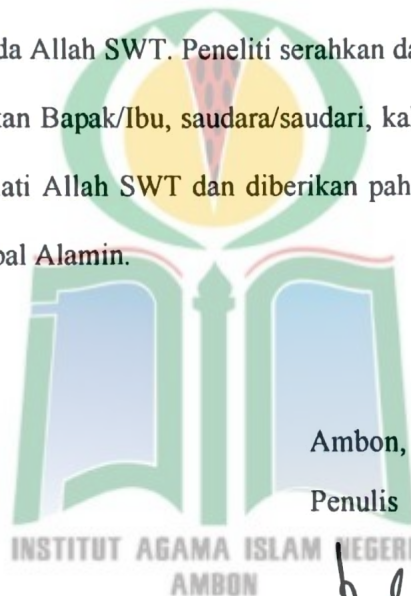 da Allah SWT. Peneliti serahkan da
kan Bapak/Ibu, saudara/saudari, ka
ati Allah SWT dan diberikan pah
bal Alamin.
Ambon,
Penulis
INSTITUT AGAMA ISLAM NEGERI
AMBON